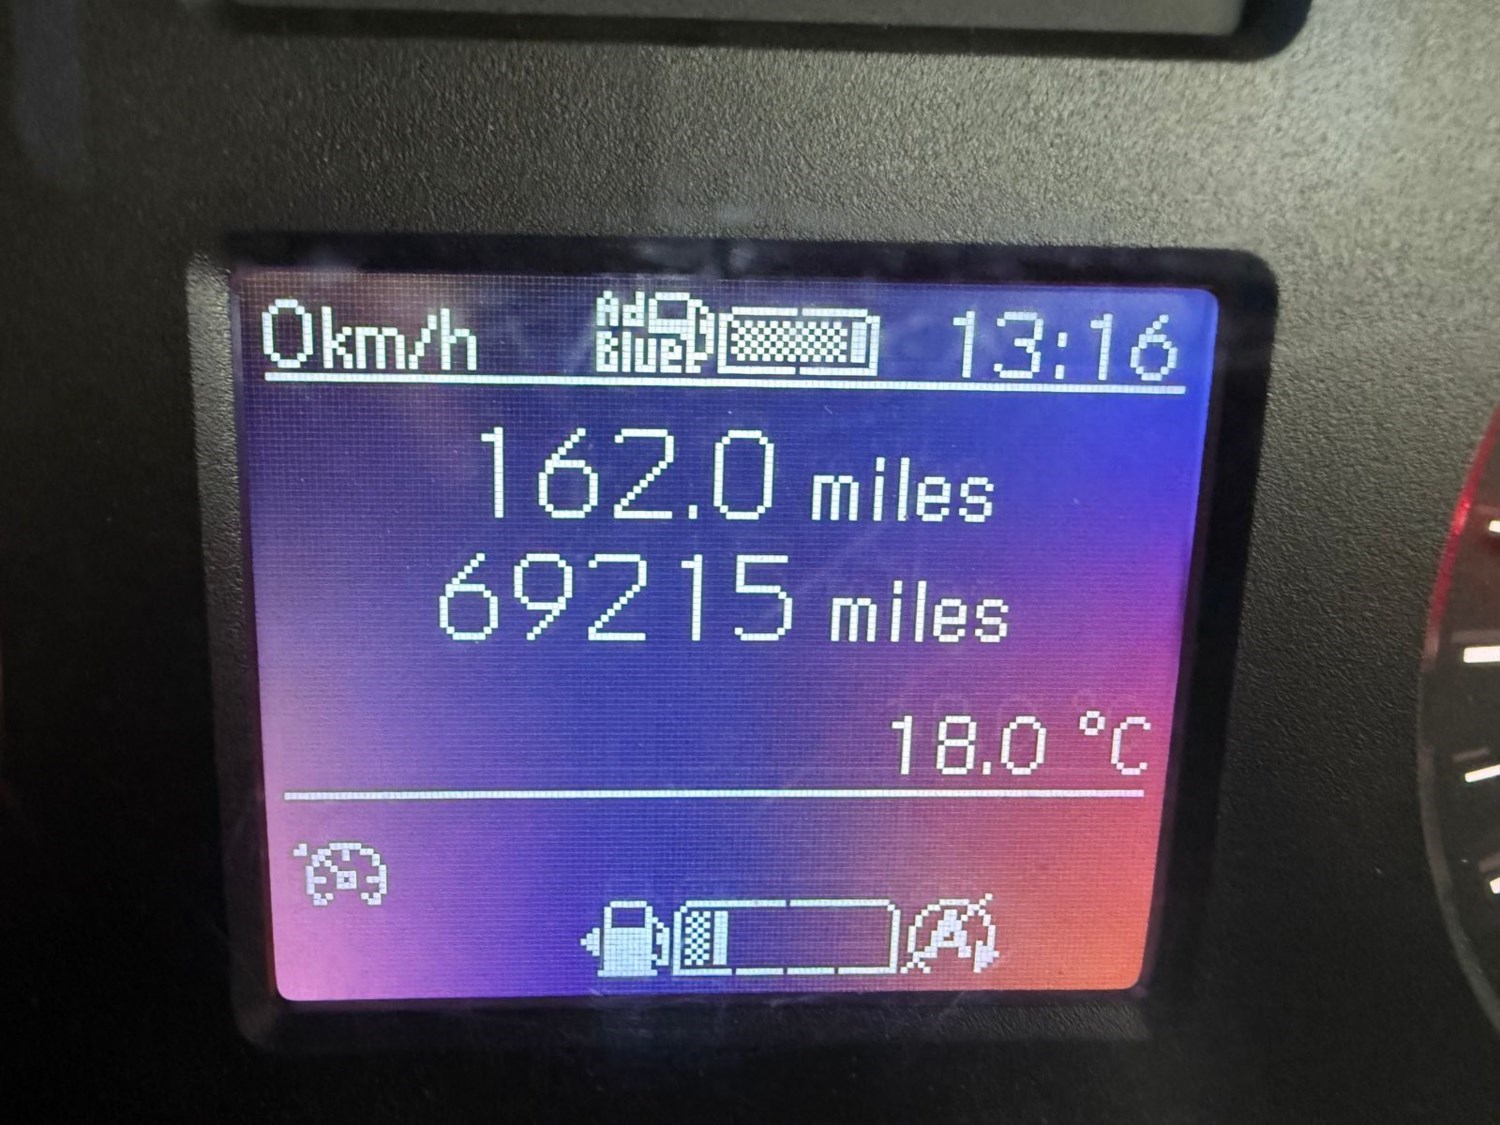 0km/h Ad Blue 13:16
162.0 miles
69215 miles
18.0 °C
A